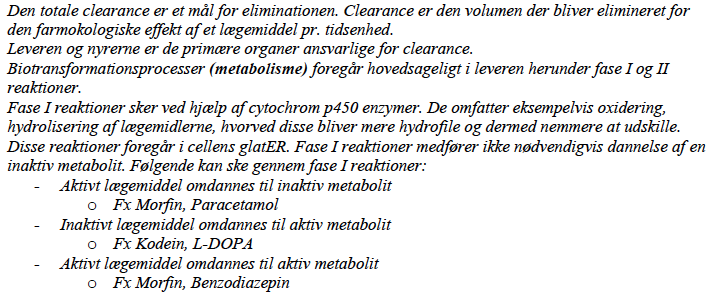 Den totale clearance er et mål for eliminationen. Clearance er den volumen der bliver elimineret for
den farmokologiske effekt af et lægemiddel pr. tidsenhed.
Leveren og nyrerne er de primære organer ansvarlige for clearance.
Biotransformationsprocesser (metabolisme) foregår hovedsageligt i leveren herunder fase I og II
reaktioner.
Fase I reaktioner sker ved hjælp af cytochrom p450 enzymer. De omfatter eksempelvis oxidering,
hydrolisering af lægemidlerne, hvorved disse bliver mere hydrofile og dermed nemmere at udskille.
Disse reaktioner foregår i cellens glatER. Fase I reaktioner medfører ikke nødvendigvis dannelse af en
inaktiv metabolit. Følgende kan ske gennem fase I reaktioner:
- Aktivt lægemiddel omdannes til inaktiv metabolit
o Fx Morfin, Paracetamol
- Inaktivt lægemiddel omdannes til aktiv metabolit
o Fx Kodein, L-DOPA
- Aktivt lægemiddel omdannes til aktiv metabolit
o Fx Morfin, Benzodiazepin